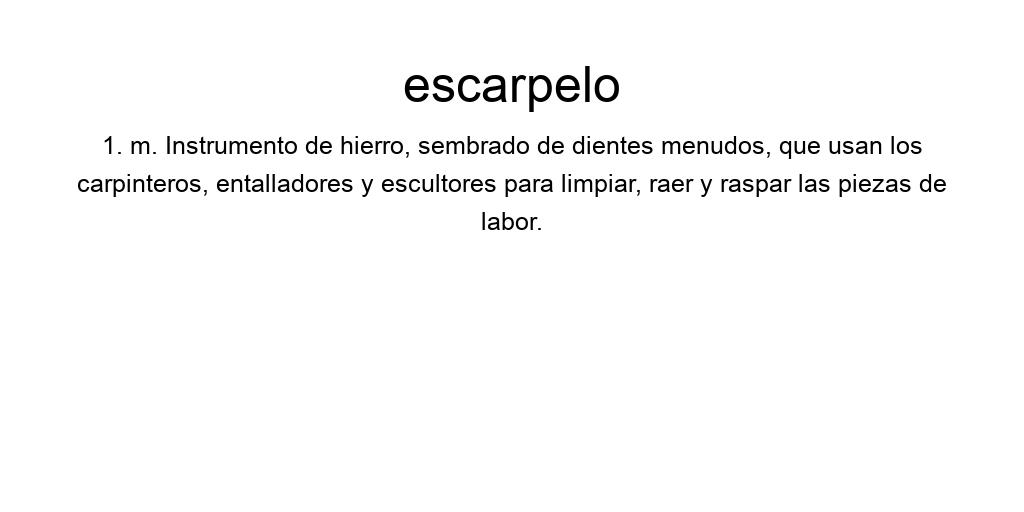 escarpelo
1. m. Instrumento de hierro, sembrado de dientes menudos, que usan los
carpinteros, entalladores y escultores para limpiar, raer y raspar las piezas de
labor.